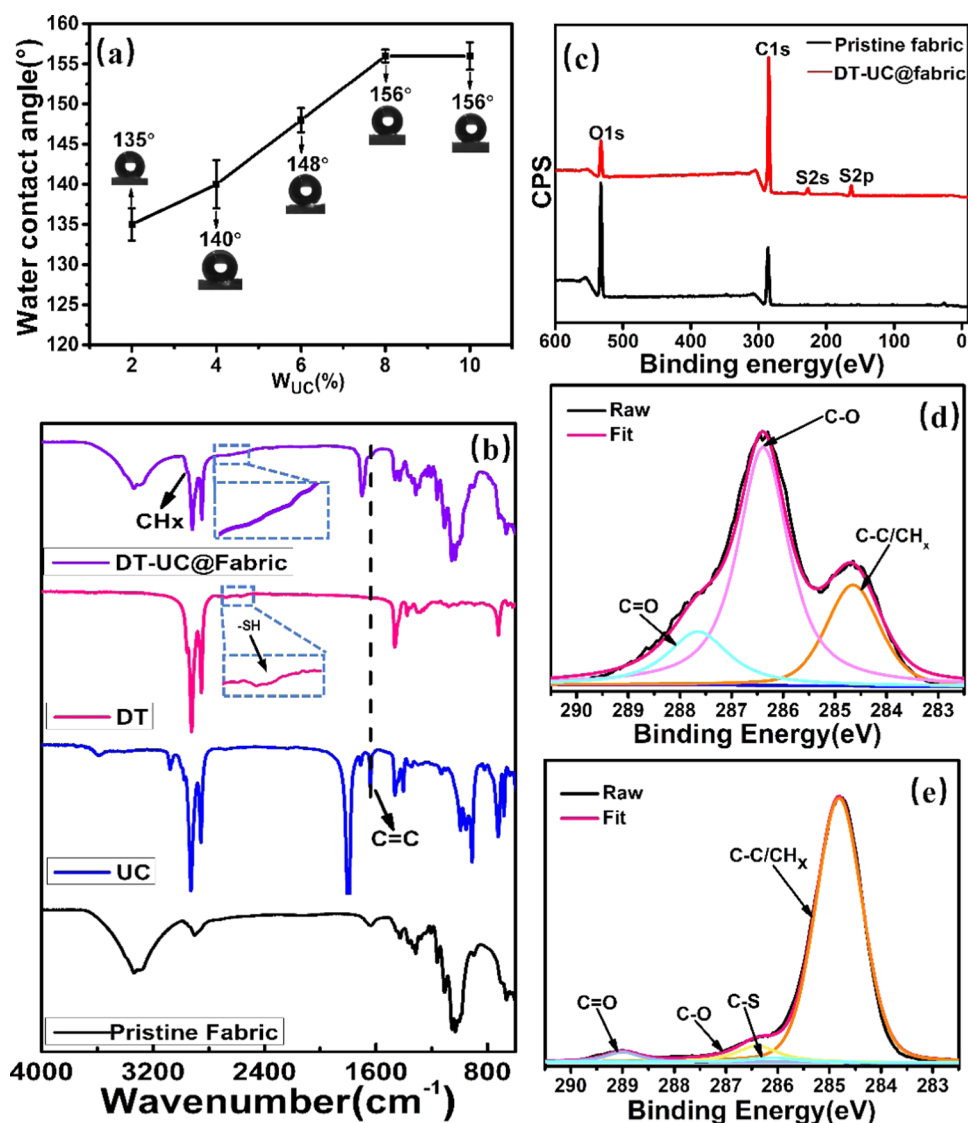 (a)
Water contact angle(°)
160
155
150
145
140
135
130
125
120
135°
140°
148°
156°
156°
2 4 6 8 10
W_UC(%)
(c)
Pristine fabric
DT-UC@fabric
C1s
O1s
S2s S2p
CPS
600 500 400 300 200 100 0
Binding energy(eV)
(b)
CHx
DT-UC@Fabric
-SH
DT
C=C
UC
Pristine Fabric
4000 3200 2400 1600 800
Wavenumber(cm⁻¹)
(d)
Raw
Fit
C-O
C-C/CHₓ
C=O
290 289 288 287 286 285 284 283
Binding Energy(eV)
(e)
Raw
Fit
C-C/CHₓ
C=O
C-O
C-S
290 289 288 287 286 285 284 283
Binding Energy(eV)